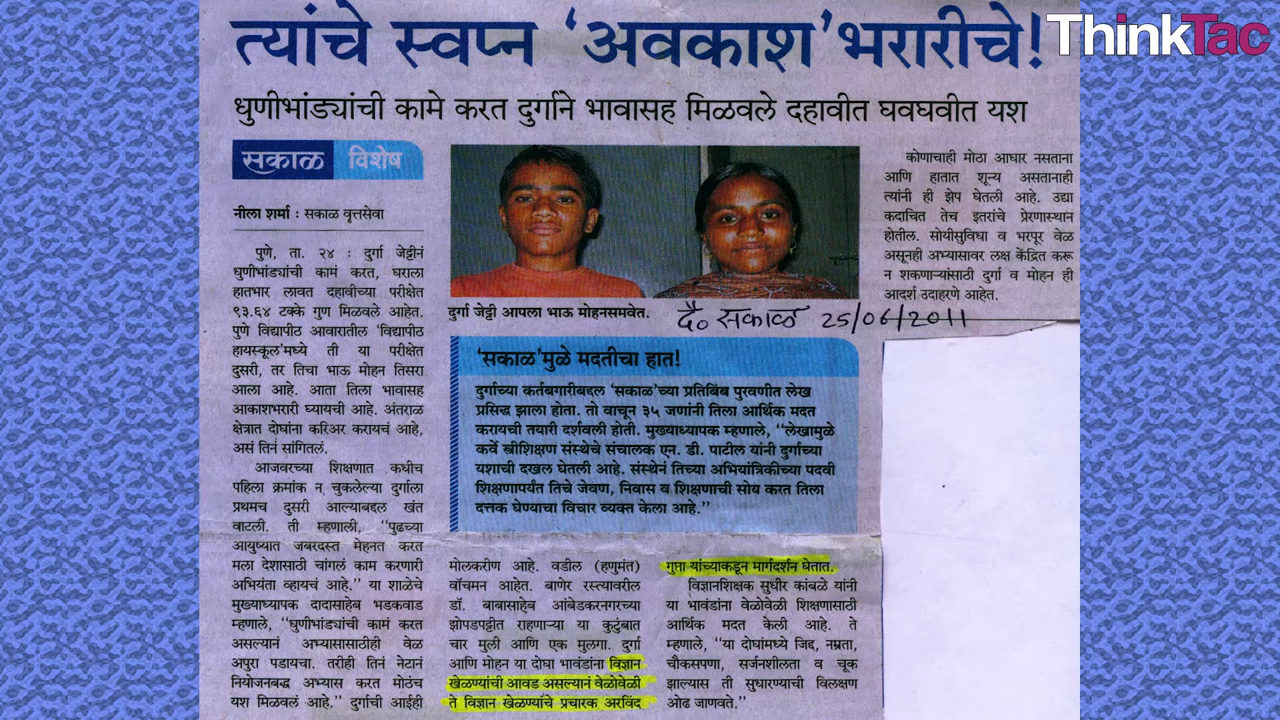 त्यांचे स्वप्न ‘अवकाश’भरारीचे!
ThinkTac
धुणीभांड्यांची कामे करत दुर्गाने भावासह मिळवले दहावीत घवघवीत यश
सकाळ विशेष
नीला शर्मा : सकाळ वृत्तसेवा
पुणे, ता. २४ : दुर्गा जेट्टीनं
धुणीभांड्यांची कामं करत, घराला
हातभार लावत दहावीच्या परीक्षेत
९३.६४ टक्के गुण मिळवले आहेत.
पुणे विद्यापीठ आवारातील ‘विद्यापीठ
हायस्कूल’मध्ये ती या परीक्षेत
दुसरी, तर तिचा भाऊ मोहन तिसरा
आला आहे. आता तिला भावासह
आकाशभरारी घ्यायची आहे. अंतराळ
क्षेत्रात दोघांना करिअर करायचं आहे,
असं तिनं सांगितलं.
आजवरच्या शिक्षणात कधीच
पहिला क्रमांक न चुकलेल्या दुर्गाला
प्रथमच दुसरी आल्याबद्दल खंत
वाटली. ती म्हणाली, ‘‘पुढच्या
आयुष्यात जबरदस्त मेहनत करत
मला देशासाठी चांगलं काम करणारी
अभियंता व्हायचं आहे.’’ या शाळेचे
मुख्याध्यापक दादासाहेब भडकवाड
म्हणाले, ‘‘धुणीभांड्यांची कामं करत
असल्यानं अभ्यासासाठीही वेळ
अपुरा पडायचा. तरीही तिनं नेटानं
नियोजनबद्ध अभ्यास करत मोठंच
यश मिळवलं आहे.’’ दुर्गाची आईही
दुर्गा जेट्टी आपला भाऊ मोहनसमवेत.
दै. सकाळ 25/06/2011
‘सकाळ‘मुळे मदतीचा हात!
दुर्गाच्या कर्तबगारीबद्दल ‘सकाळ’च्या प्रतिबिंब पुरवणीत लेख
प्रसिद्ध झाला होता. तो वाचून ३५ जणांनी तिला आर्थिक मदत
करायची तयारी दर्शवली होती. मुख्याध्यापक म्हणाले, ‘‘लेखामुळे
कर्वे स्त्रीशिक्षण संस्थेचे संचालक एन. डी. पाटील यांनी दुर्गाच्या
यशाची दखल घेतली आहे. संस्थेनं तिच्या अभियांत्रिकीच्या पदवी
शिक्षणापर्यंत तिचे जेवण, निवास व शिक्षणाची सोय करत तिला
दत्तक घेण्याचा विचार व्यक्त केला आहे.’’
मोलकरीण आहे. वडील (हणुमंत)
वॉचमन आहेत. बाणेर रस्त्यावरील
डॉ. बाबासाहेब आंबेडकरनगरच्या
झोपडपट्टीत राहणाऱ्या या कुटुंबात
चार मुली आणि एक मुलगा. दुर्गा
आणि मोहन या दोघा भावंडांना विज्ञान
खेळण्यांची आवड असल्यानं वेळोवेळी
ते विज्ञान खेळण्यांचे प्रचारक अरविंद
गुप्ता यांच्याकडून मार्गदर्शन घेतात.
विज्ञानशिक्षक सुधीर कांबळे यांनी
या भावंडांना वेळोवेळी शिक्षणासाठी
आर्थिक मदत केली आहे. ते
म्हणाले, ‘‘या दोघांमध्ये जिद्द, नम्रता,
चौकसपणा, सर्जनशीलता व चूक
झाल्यास ती सुधारण्याची विलक्षण
ओढ जाणवते.’’
कोणाचाही मोठा आधार नसताना
आणि हातात शून्य असतानाही
त्यांनी ही झेप घेतली आहे. उद्या
कदाचित तेच इतरांचे प्रेरणास्थान
होतील. सोयीसुविधा व भरपूर वेळ
असूनही अभ्यासावर लक्ष केंद्रित करू
न शकणाऱ्यांसाठी दुर्गा व मोहन ही
आदर्श उदाहरणे आहेत.